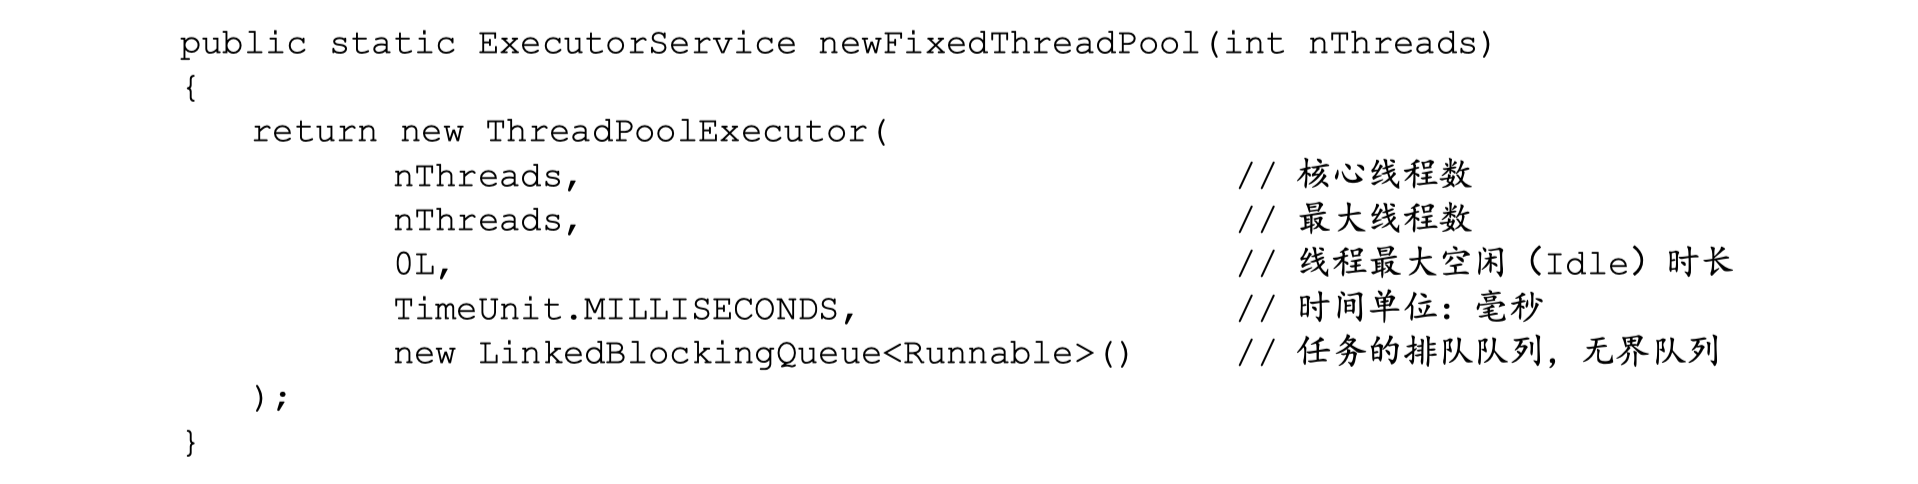 public static ExecutorService newFixedThreadPool(int nThreads)
{
return new ThreadPoolExecutor(
nThreads, // 核心线程数
nThreads, // 最大线程数
0L, // 线程最大空闲（Idle）时长
TimeUnit.MILLISECONDS, // 时间单位：毫秒
new LinkedBlockingQueue<Runnable>() // 任务的排队队列，无界队列
);
}